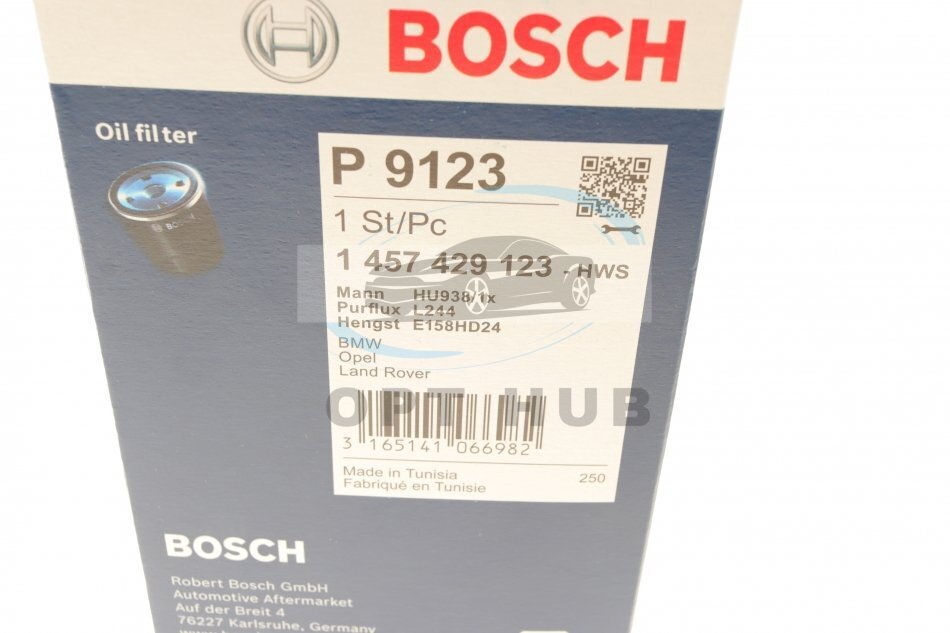 BOSCH
Oil filter
BOSCH
P 9123
1 St/Pc
1 457 429 123 - HWS
Mann HU938/1x
Purflux L244
Hengst E158HD24
BMW
Opel
Land Rover
OPT HUB
3 165141 066982
Made in Tunisia 250
Fabriqué en Tunisie
BOSCH
Robert Bosch GmbH
Automotive Aftermarket
Auf der Breit 4
76227 Karlsruhe, Germany